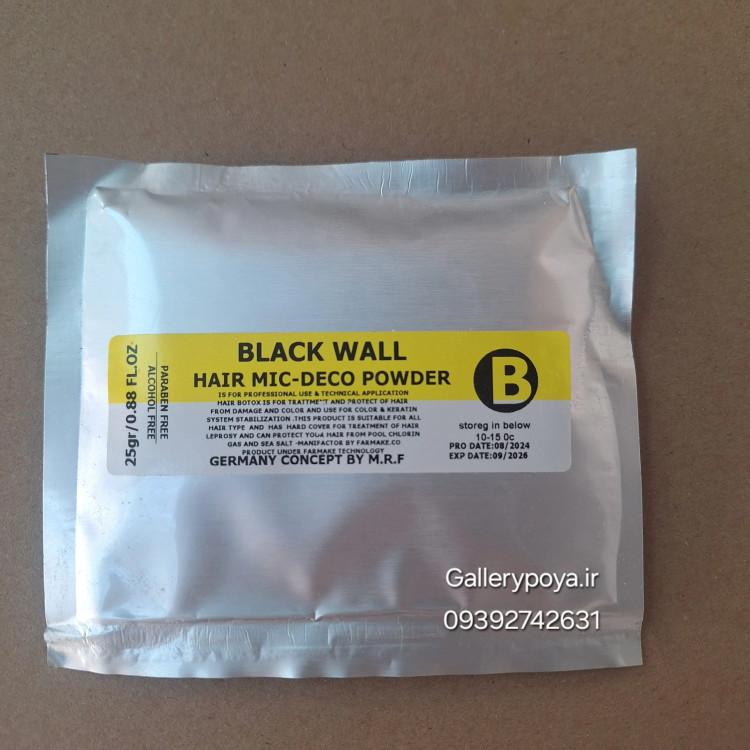 25gr/0.88 FL.OZ.
PARABEN FREE
ALCOHOL FREE
BLACK WALL
HAIR MIC-DECO POWDER
IS FOR PROFESSIONAL USE & TECHNICAL APPLICATION
HAIR BOTOX IS FOR TRATTMENT AND PROTECT OF HAIR
FROM DAMAGE AND COLOR AND USE FOR COLOR & KERATIN
SYSTEM STABILIZATION .THIS PRODUCT IS SUITABLE FOR ALL
HAIR TYPE AND HAS HARD COVER FOR TREATMENT OF HAIR
LEPROSY AND CAN PROTECT YOUR HAIR FROM POOL CHLORIN
GAS AND SEA SALT -MANIFACTOR BY FARMAKE.CO
PRODUCT UNDER FARMAKE TECHNOLOGY
GERMANY CONCEPT BY M.R.F
B
storeg in below
10-15 0c
PRO DATE:08/2024
EXP DATE:09/2026
Gallerypoya.ir
09392742631